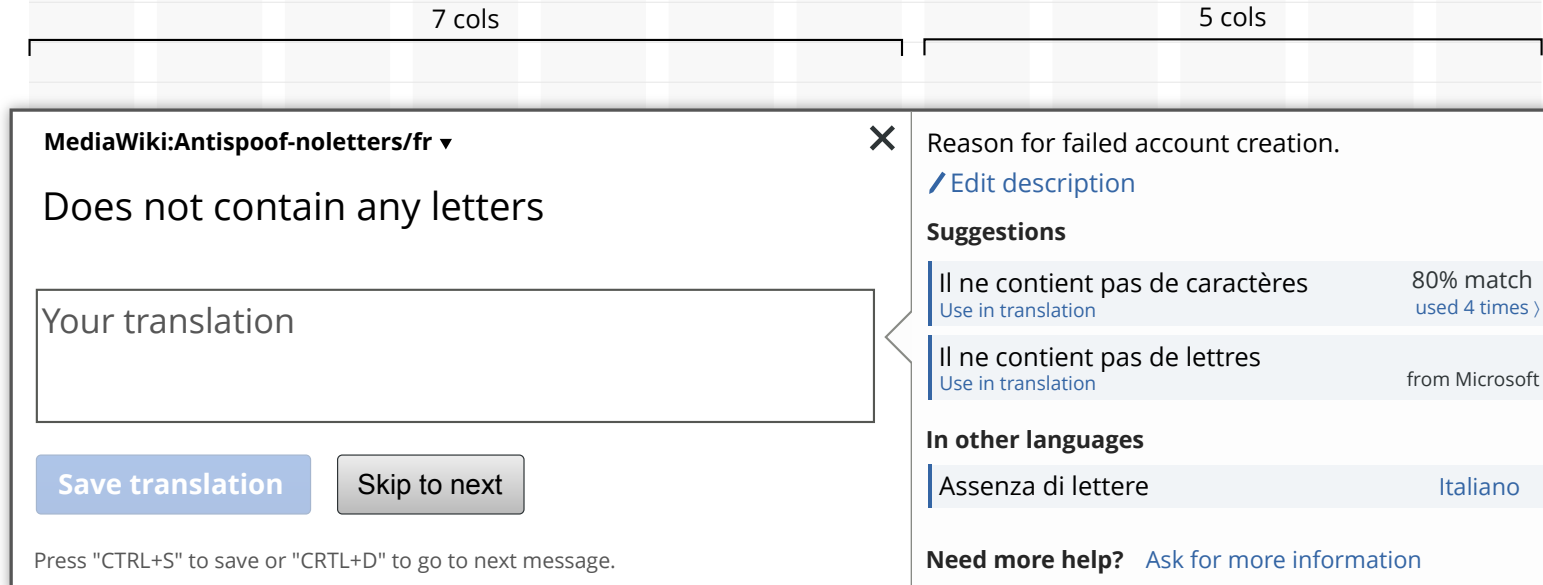 7 cols
5 cols
MediaWiki:Antispoof-noletters/fr ▾
Does not contain any letters
Your translation
Save translation
Skip to next
Press "CTRL+S" to save or "CRTL+D" to go to next message.
Reason for failed account creation.
Edit description
Suggestions
Il ne contient pas de caractères
80% match
Use in translation
used 4 times 〉
Il ne contient pas de lettres
Use in translation
from Microsoft
In other languages
Assenza di lettere
Italiano
Need more help? Ask for more information